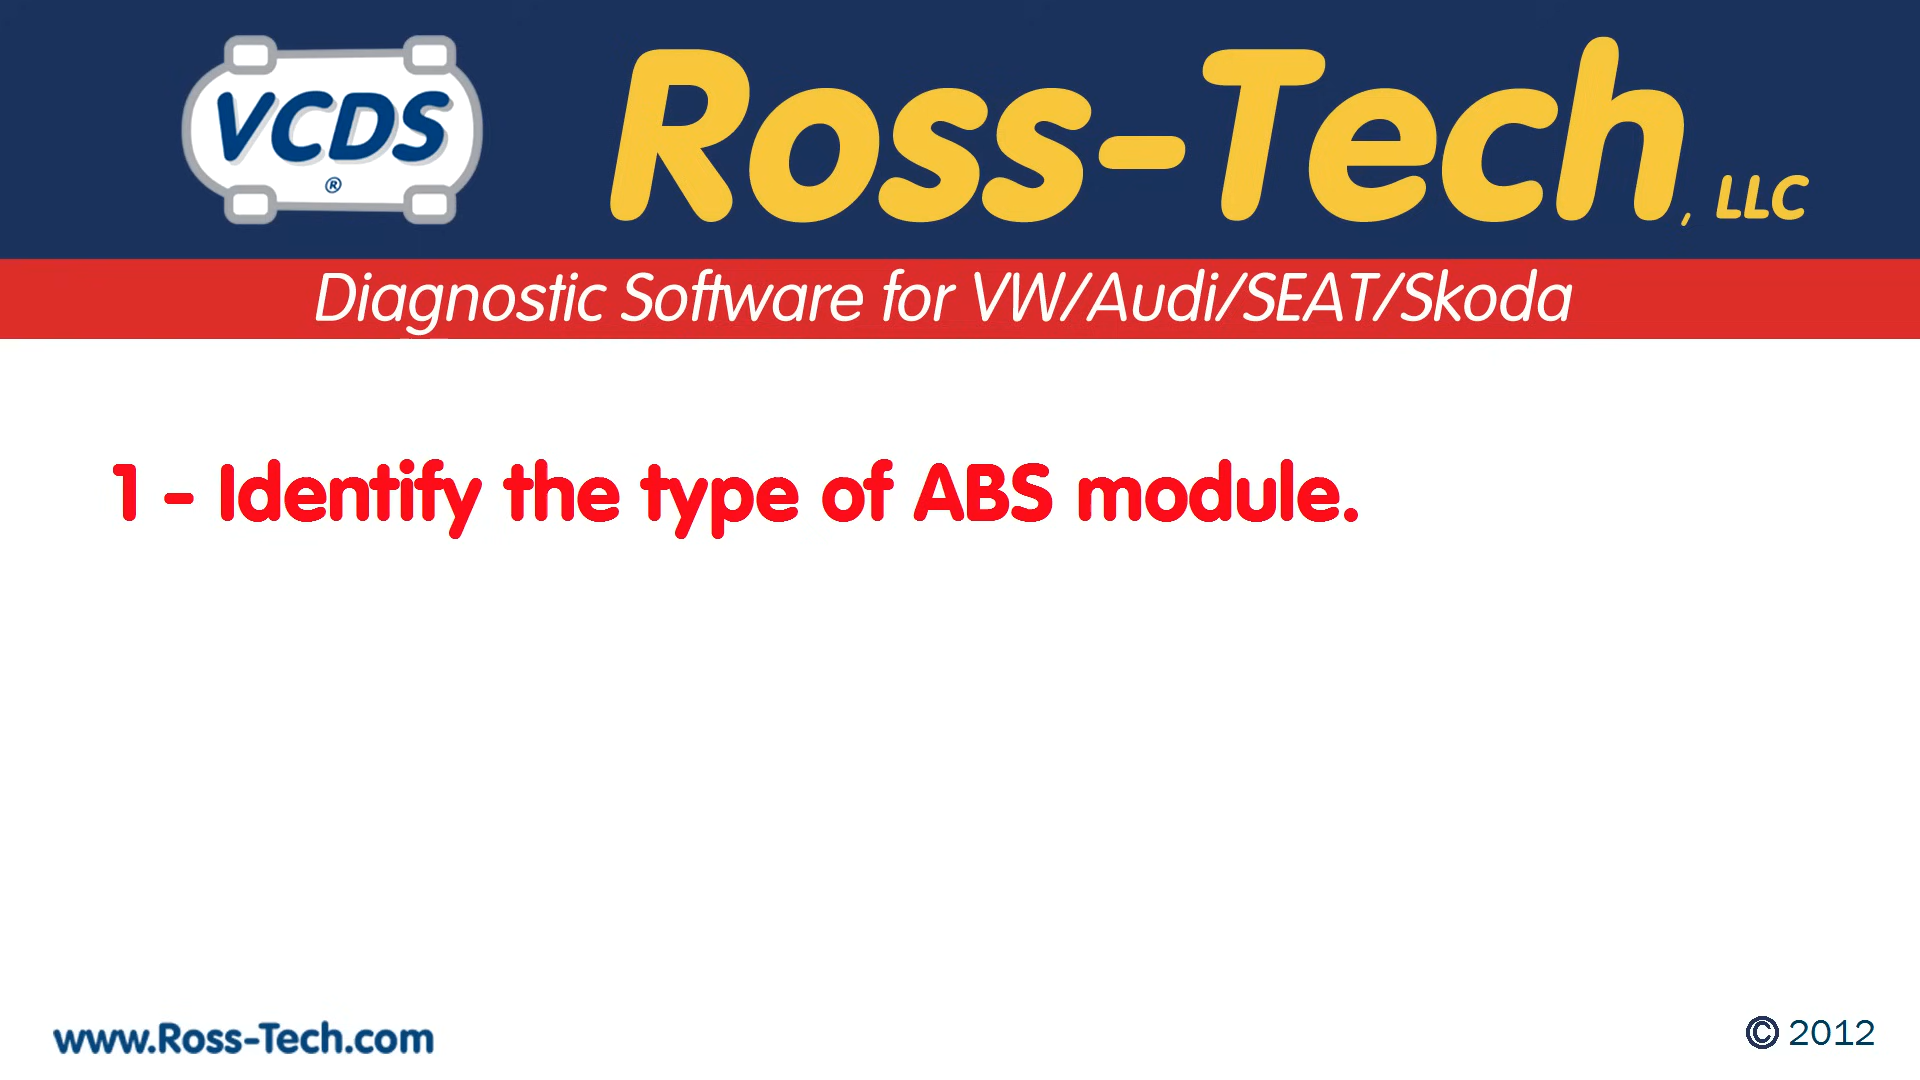 VCDS
®
Ross-Tech, LLC
Diagnostic Software for VW/Audi/SEAT/Skoda
1 - Identify the type of ABS module.
www.Ross-Tech.com
© 2012